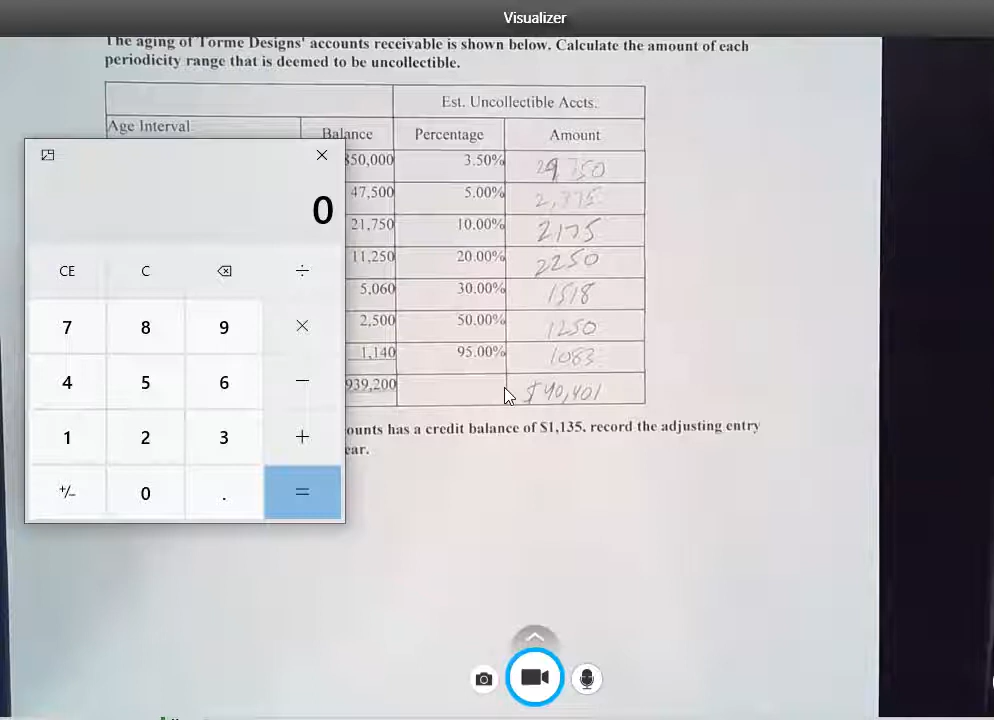 Visualizer
The aging of Torme Designs' accounts receivable is shown below. Calculate the amount of each
periodicity range that is deemed to be uncollectible.
Est. Uncollectible Accts.
Age Interval Balance Percentage Amount
850,000 3.50% 29,750
47,500 5.00% 2,375
21,750 10.00% 2175
11,250 20.00% 2250
5,060 30.00% 1518
2,500 50.00% 1250
1,140 95.00% 1083
939,200 $40,401
ounts has a credit balance of $1,135, record the adjusting entry
ear.
0
CE C ÷
7 8 9 ×
4 5 6 −
1 2 3 +
+/- 0 . =